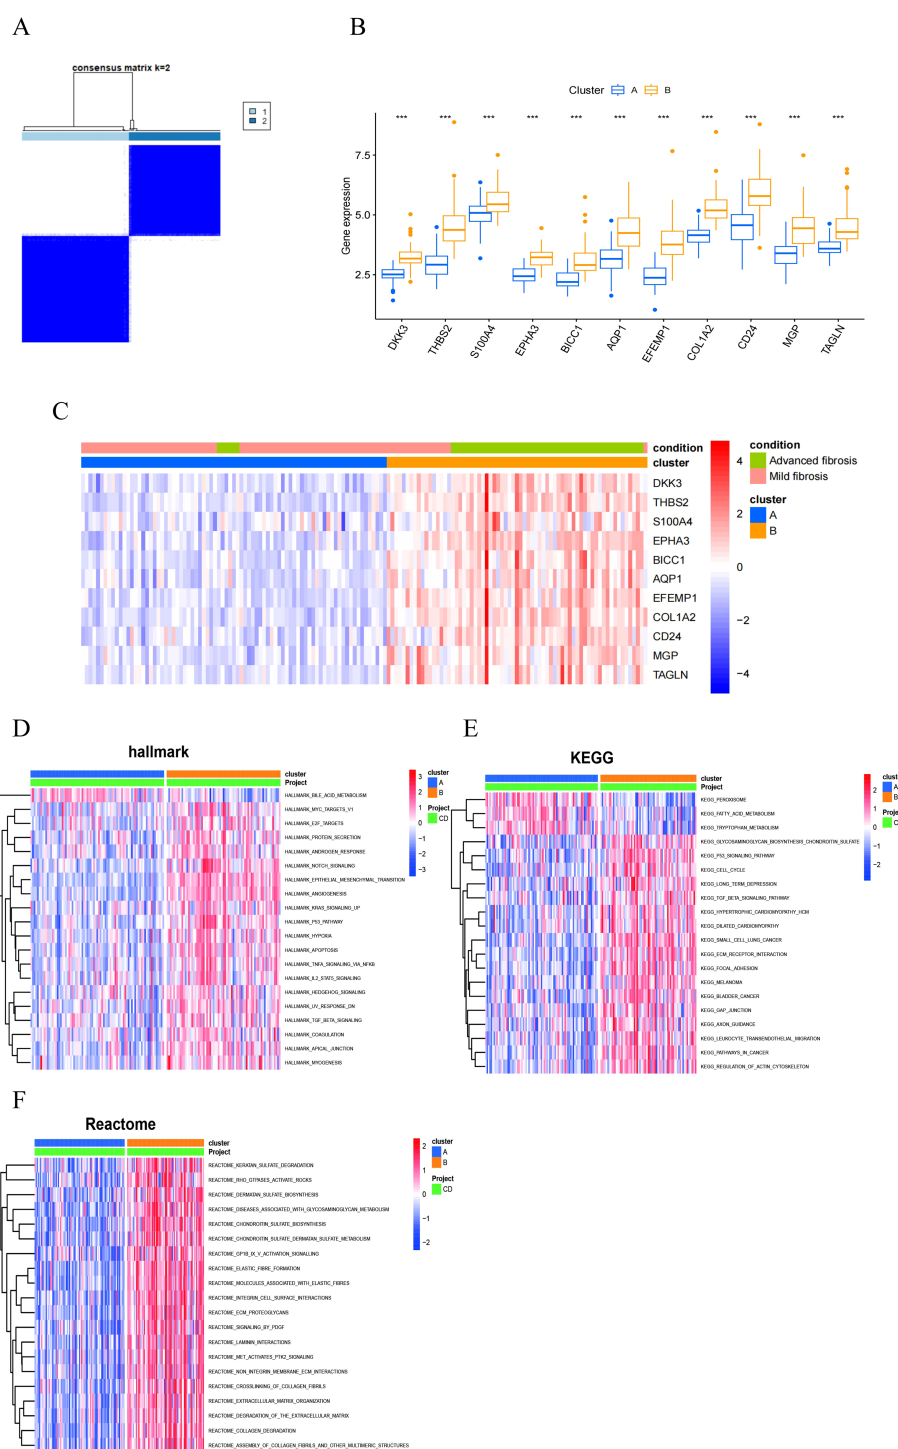 A
consensus matrix k=2
1
2
B
Cluster A B
Gene expression
7.5
5.0
2.5
*** *** *** *** *** *** *** *** *** *** ***
DKK3 THBS2 S100A4 EPHA3 BICC1 AQP1 EFEMP1 COL1A2 CD24 MGP TAGLN
C
condition
cluster
DKK3
THBS2
S100A4
EPHA3
BICC1
AQP1
EFEMP1
COL1A2
CD24
MGP
TAGLN
4
2
0
−2
−4
condition
Advanced fibrosis
Mild fibrosis
cluster
A
B
D
hallmark
cluster
Project
HALLMARK_BILE_ACID_METABOLISM
HALLMARK_MYC_TARGETS_V1
HALLMARK_E2F_TARGETS
HALLMARK_PROTEIN_SECRETION
HALLMARK_ANDROGEN_RESPONSE
HALLMARK_NOTCH_SIGNALING
HALLMARK_EPITHELIAL_MESENCHYMAL_TRANSITION
HALLMARK_ANGIOGENESIS
HALLMARK_KRAS_SIGNALING_UP
HALLMARK_P53_PATHWAY
HALLMARK_HYPOXIA
HALLMARK_APOPTOSIS
HALLMARK_TNFA_SIGNALING_VIA_NFKB
HALLMARK_IL2_STAT5_SIGNALING
HALLMARK_HEDGEHOG_SIGNALING
HALLMARK_UV_RESPONSE_DN
HALLMARK_TGF_BETA_SIGNALING
HALLMARK_COAGULATION
HALLMARK_APICAL_JUNCTION
HALLMARK_MYOGENESIS
3
2
1
0
−1
−2
−3
cluster
A
B
Project
CD
E
KEGG
cluster
Project
KEGG_PEROXISOME
KEGG_FATTY_ACID_METABOLISM
KEGG_TRYPTOPHAN_METABOLISM
KEGG_GLYCOSAMINOGLYCAN_BIOSYNTHESIS_CHONDROITIN_SULFATE
KEGG_P53_SIGNALING_PATHWAY
KEGG_CELL_CYCLE
KEGG_LONG_TERM_DEPRESSION
KEGG_TGF_BETA_SIGNALING_PATHWAY
KEGG_HYPERTROPHIC_CARDIOMYOPATHY_HCM
KEGG_DILATED_CARDIOMYOPATHY
KEGG_SMALL_CELL_LUNG_CANCER
KEGG_ECM_RECEPTOR_INTERACTION
KEGG_FOCAL_ADHESION
KEGG_MELANOMA
KEGG_BLADDER_CANCER
KEGG_GAP_JUNCTION
KEGG_AXON_GUIDANCE
KEGG_LEUKOCYTE_TRANSENDOTHELIAL_MIGRATION
KEGG_PATHWAYS_IN_CANCER
KEGG_REGULATION_OF_ACTIN_CYTOSKELETON
2
1
0
−1
−2
cluster
A
B
Project
F
Reactome
cluster
Project
REACTOME_KERATAN_SULFATE_DEGRADATION
REACTOME_RHO_GTPASES_ACTIVATE_ROCKS
REACTOME_DERMATAN_SULFATE_BIOSYNTHESIS
REACTOME_DISEASES_ASSOCIATED_WITH_GLYCOSAMINOGLYCAN_METABOLISM
REACTOME_CHONDROITIN_SULFATE_BIOSYNTHESIS
REACTOME_CHONDROITIN_SULFATE_DERMATAN_SULFATE_METABOLISM
REACTOME_GP1B_IX_V_ACTIVATION_SIGNALLING
REACTOME_ELASTIC_FIBRE_FORMATION
REACTOME_MOLECULES_ASSOCIATED_WITH_ELASTIC_FIBRES
REACTOME_INTEGRIN_CELL_SURFACE_INTERACTIONS
REACTOME_ECM_PROTEOGLYCANS
REACTOME_SIGNALING_BY_PDGF
REACTOME_LAMININ_INTERACTIONS
REACTOME_MET_ACTIVATES_PTK2_SIGNALING
REACTOME_NON_INTEGRIN_MEMBRANE_ECM_INTERACTIONS
REACTOME_CROSSLINKING_OF_COLLAGEN_FIBRILS
REACTOME_EXTRACELLULAR_MATRIX_ORGANIZATION
REACTOME_DEGRADATION_OF_THE_EXTRACELLULAR_MATRIX
REACTOME_COLLAGEN_DEGRADATION
REACTOME_ASSEMBLY_OF_COLLAGEN_FIBRILS_AND_OTHER_MULTIMERIC_STRUCTURES
2
1
0
−1
−2
cluster
A
B
Project
CD